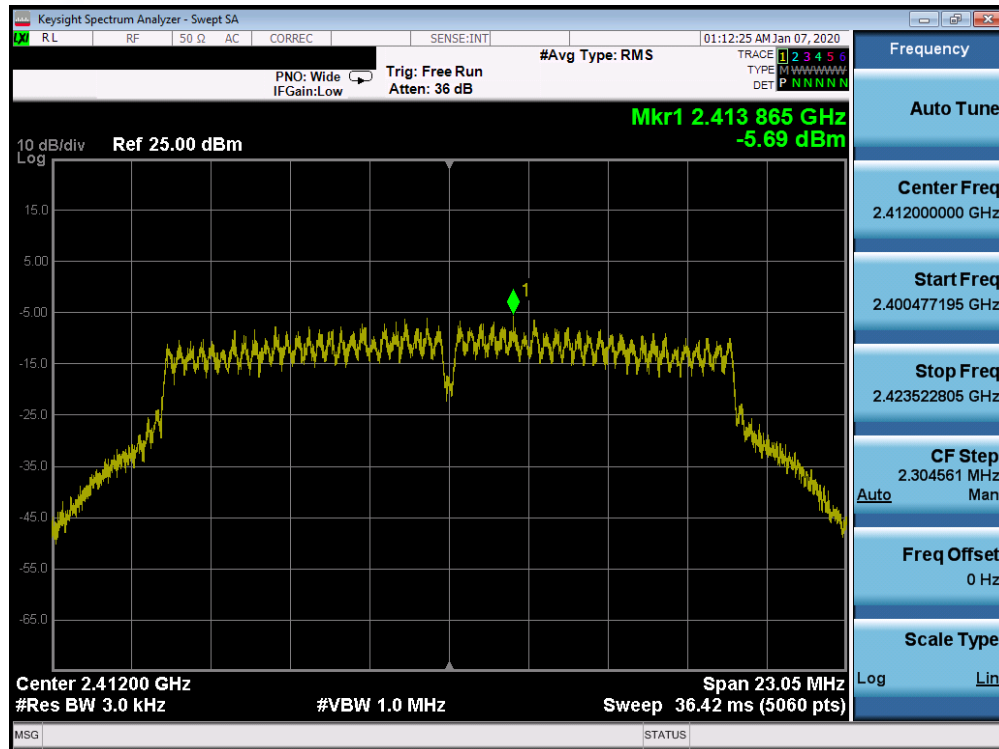 Keysight Spectrum Analyzer - Swept SA
LXI RL RF 50 Ω AC CORREC SENSE:INT 01:12:25 AM Jan 07, 2020
#Avg Type: RMS TRACE 1 2 3 4 5 6
PNO: Wide Trig: Free Run TYPE M WWWWW
IFGain:Low Atten: 36 dB DET P N N N N N
Mkr1 2.413 865 GHz
-5.69 dBm
10 dB/div Ref 25.00 dBm
Log
15.0
5.00
1
-5.00
-15.0
-25.0
-35.0
-45.0
-55.0
-65.0
Center 2.41200 GHz Span 23.05 MHz
#Res BW 3.0 kHz #VBW 1.0 MHz Sweep 36.42 ms (5060 pts)
MSG STATUS
Frequency
Auto Tune
Center Freq
2.412000000 GHz
Start Freq
2.400477195 GHz
Stop Freq
2.423522805 GHz
CF Step
2.304561 MHz
Auto Man
Freq Offset
0 Hz
Scale Type
Log Lin